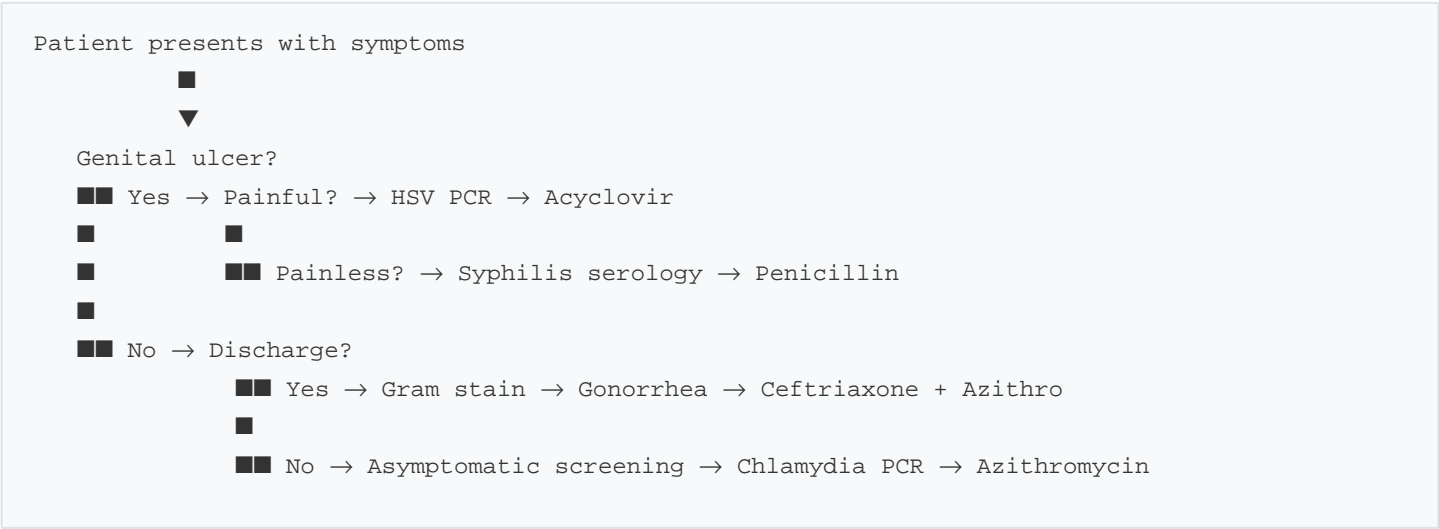 Patient presents with symptoms
■
▼
Genital ulcer?
■■ Yes → Painful? → HSV PCR → Acyclovir
■ ■
■ ■■ Painless? → Syphilis serology → Penicillin
■
■■ No → Discharge?
■■ Yes → Gram stain → Gonorrhea → Ceftriaxone + Azithro
■
■■ No → Asymptomatic screening → Chlamydia PCR → Azithromycin